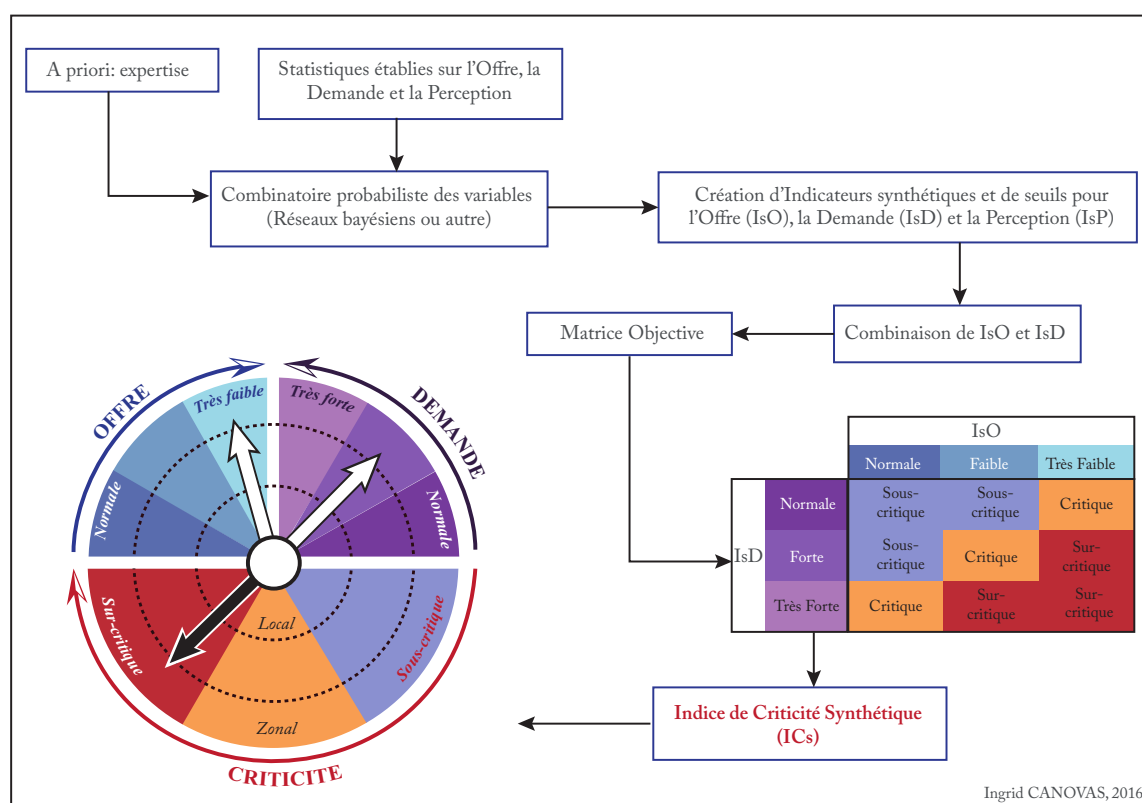 A priori: expertise
Statistiques établies sur l'Offre, la
Demande et la Perception
Combinatoire probabiliste des variables
(Réseaux bayésiens ou autre)
Création d'Indicateurs synthétiques et de seuils pour
l'Offre (IsO), la Demande (IsD) et la Perception (IsP)
Combinaison de IsO et IsD
Matrice Objective
OFFRE
Normale
Très faible
DEMANDE
Très forte
Normale
Sur-critique
Local
Zonal
Sous-critique
CRITICITE
IsO
Normale Faible Très Faible
IsD
Normale
Sous-
critique
Sous-
critique
Critique
Forte
Sous-
critique
Critique
Sur-
critique
Très Forte
Critique
Sur-
critique
Sur-
critique
Indice de Criticité Synthétique
(ICs)
Ingrid CANOVAS, 2016